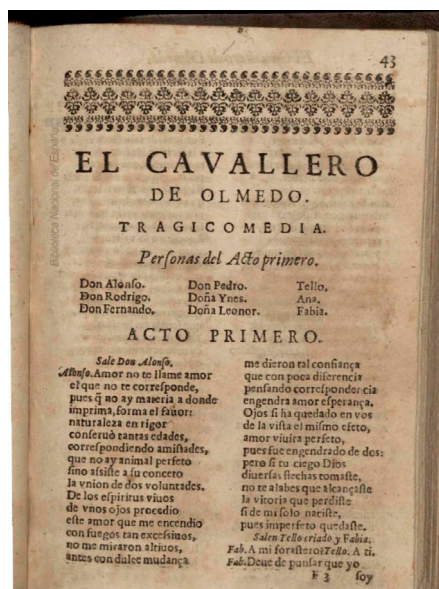 43
EL CAVALLERO
DE OLMEDO.
TRAGICOMEDIA.
Personas del Acto primero.
Don Alonso. Don Pedro. Tello.
Don Rodrigo. Doña Ynes. Ana.
Don Fernando. Doña Leonor. Fabia.
ACTO PRIMERO.
Sale Don Alonso.
Alonso. Amor no te llame amor
el que no te corresponde,
pues q̃ no ay materia a donde
imprima, forma el fauor:
naturaleza en rigor
conseruò tantas edades,
correspondiendo amistades,
que no ay animal perfeto
sino assiste a su conceto
la vnion de dos voluntades.
De los espiritus viuos
de vnos ojos procedio
este amor que me encendio
con fuegos tan excessiuos,
no me miraron altiuos,
antes con dulce mudança
me dieron tal confiança
que con poca diferencia
pensando correspondencia
engendra amor esperança.
Ojos si ha quedado en vos
de la vista el mismo efeto,
amor viuira perfeto,
pues fue engendrado de dos:
pero si tu ciego Dios
diuersas flechas tomaste,
no te alabes que alcançaste
la vitoria que perdiste
si de mi solo naciste,
pues imperfeto quedaste.
Salen Tello criado y Fabia.
Fab. A mi forastero? Tello. A ti.
Fab. Deue de pensar que yo
F 3 soy
Biblioteca Nacional de España